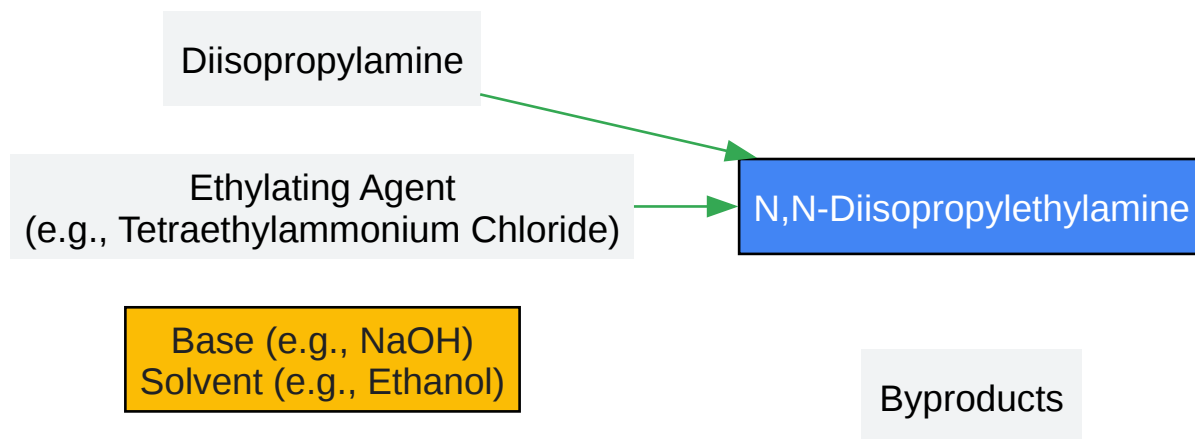 Diisopropylamine
Ethylating Agent
(e.g., Tetraethylammonium Chloride)
N,N-Diisopropylethylamine
Base (e.g., NaOH)
Solvent (e.g., Ethanol)
Byproducts